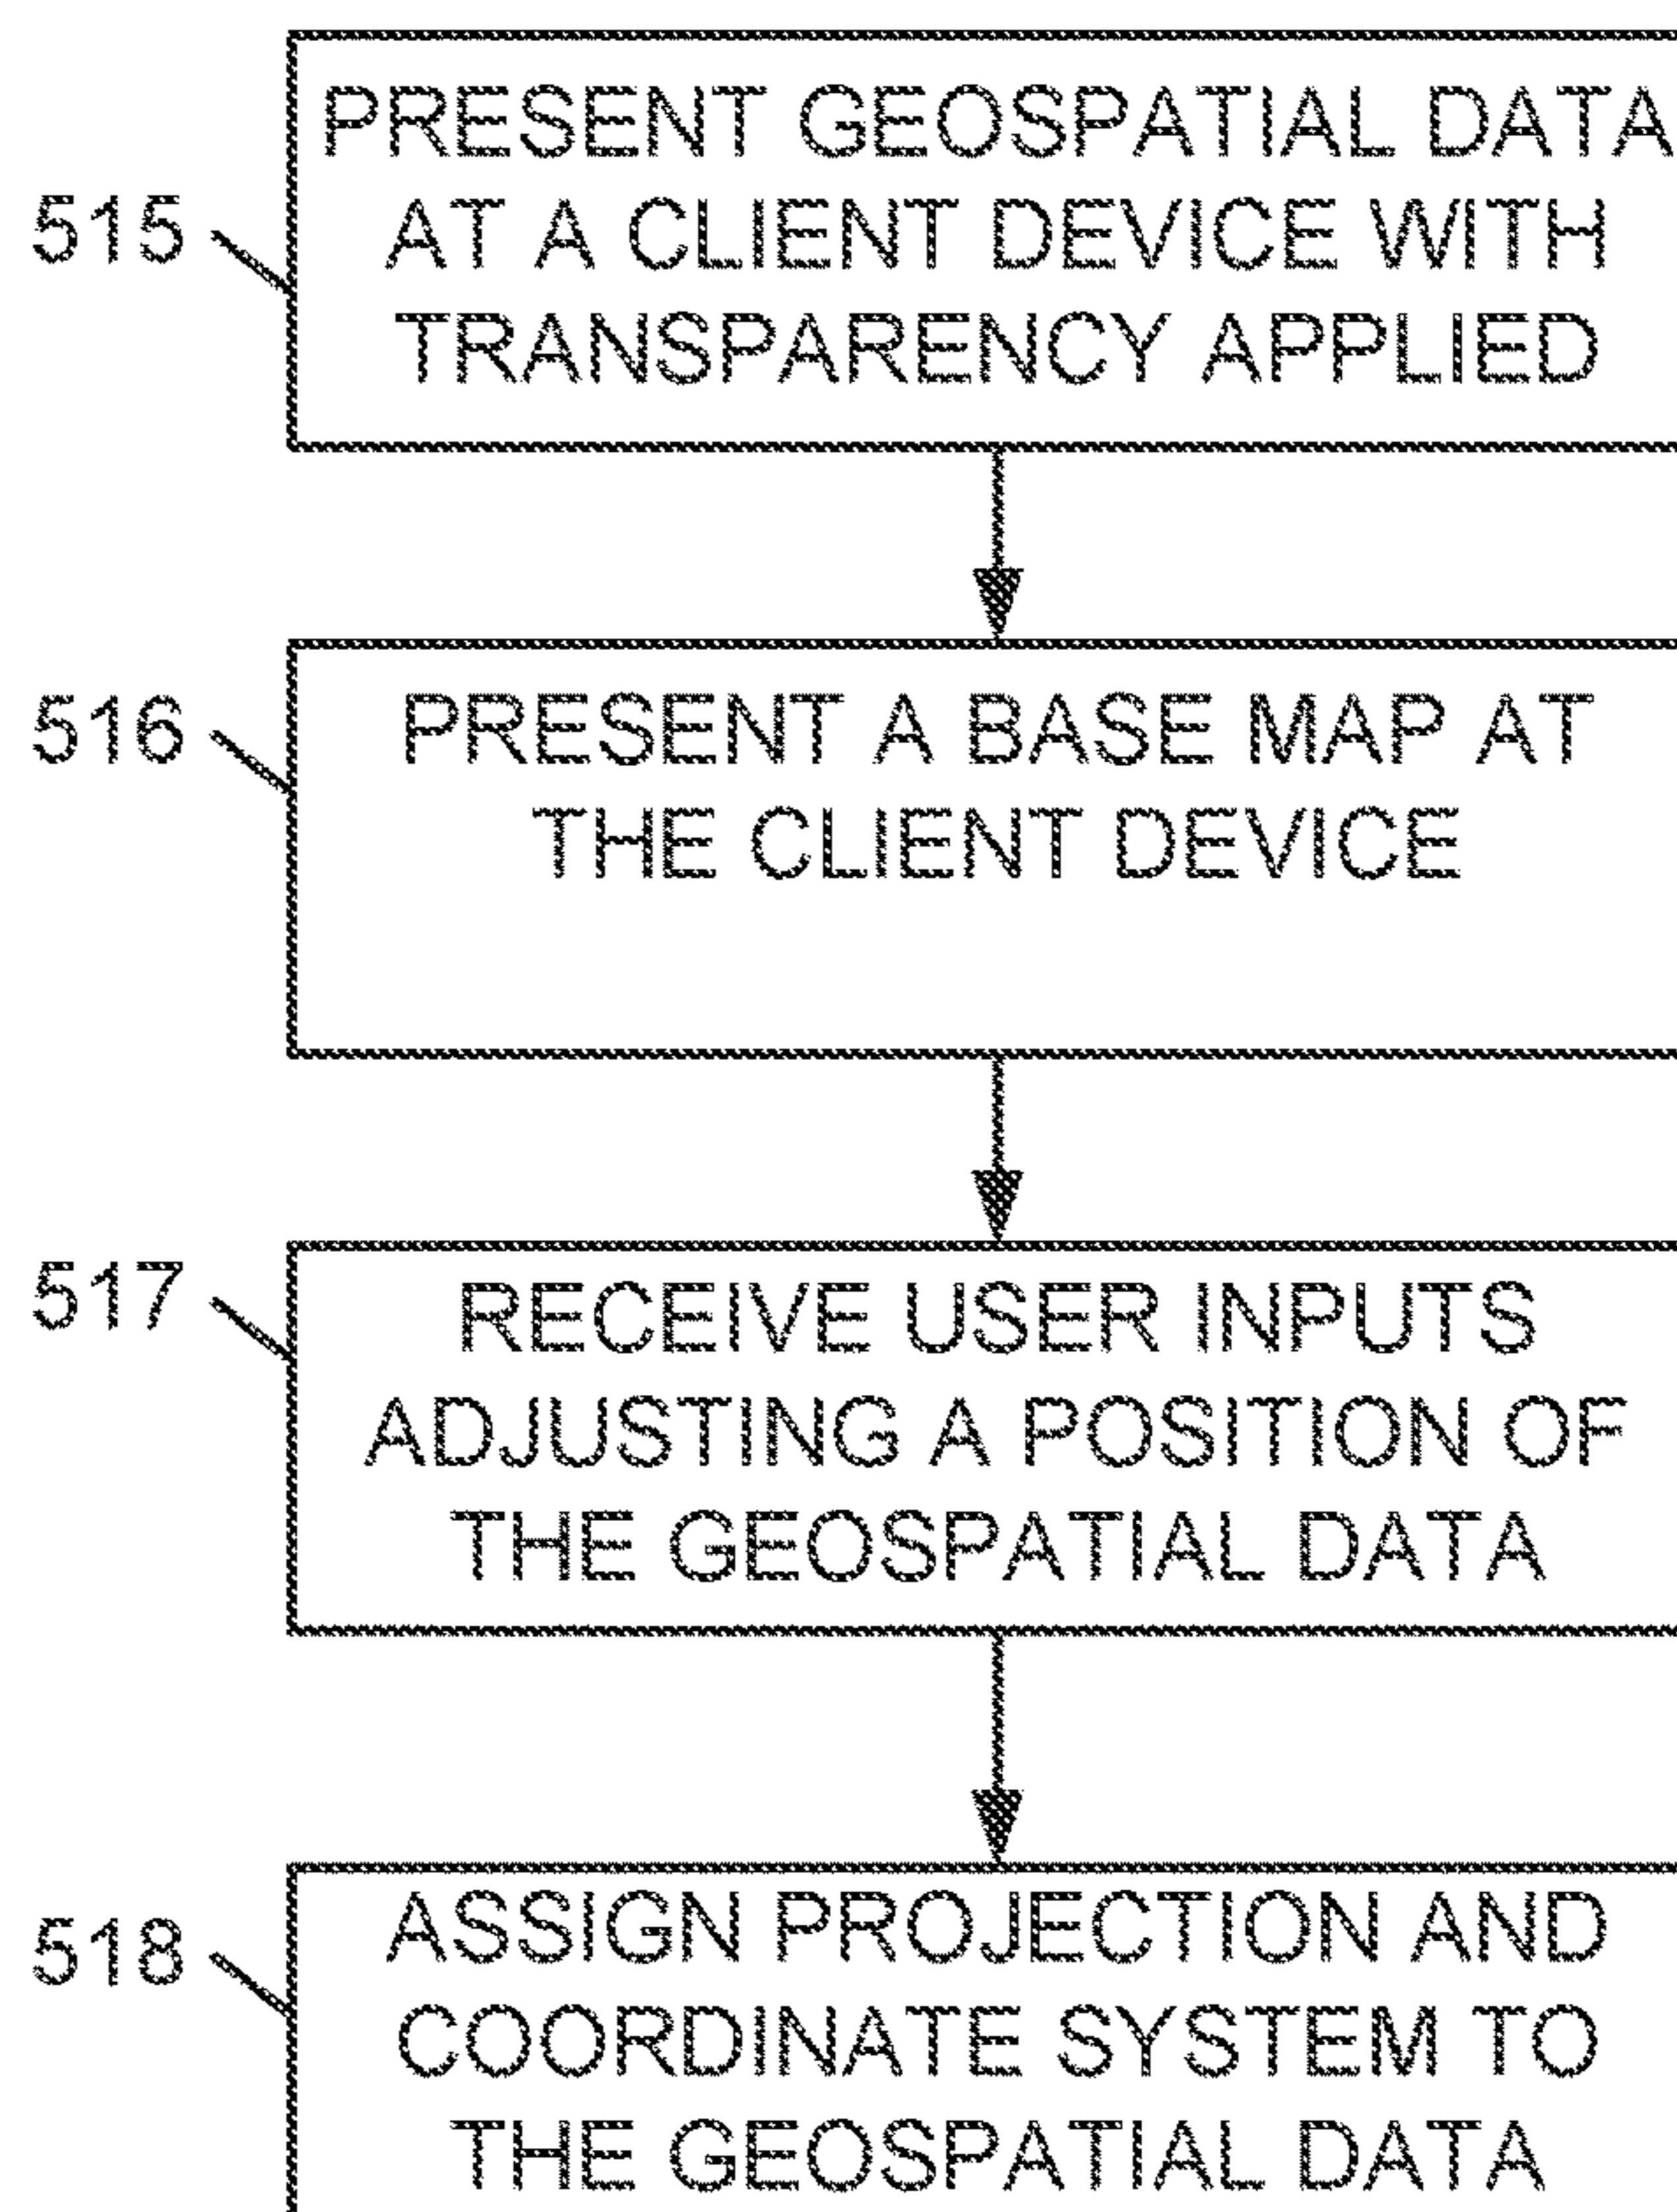 PRESENT GEOSPATIAL DATA
515
AT A CLIENT DEVICE WITH
TRANSPARENCY APPLIED
516
PRESENT A BASE MAP AT
THE CLIENT DEVICE
517
RECEIVE USER INPUTS
ADJUSTING A POSITION OF
THE GEOSPATIAL DATA
518
ASSIGN PROJECTION AND
COORDINATE SYSTEM TO
THE GEOSPATIAL DATA